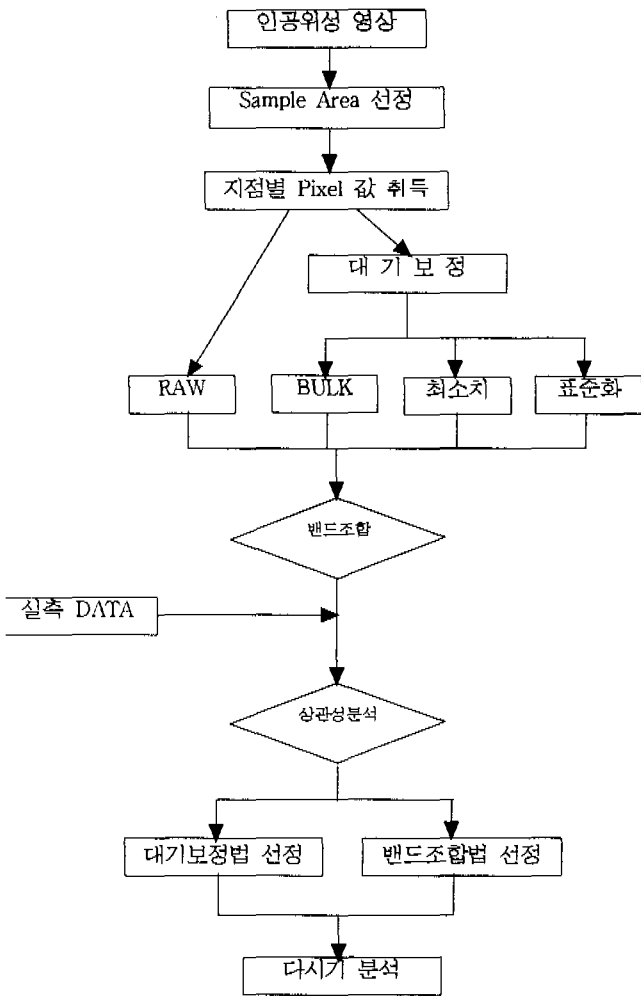 인공위성 영상
Sample Area 선정
지점별 Pixel 값 취득
대 기 보 정
RAW
BULK
최소치
표준화
밴드조합
실측 DATA
상관성분석
대기보정법 선정
밴드조합법 선정
다시기 분석